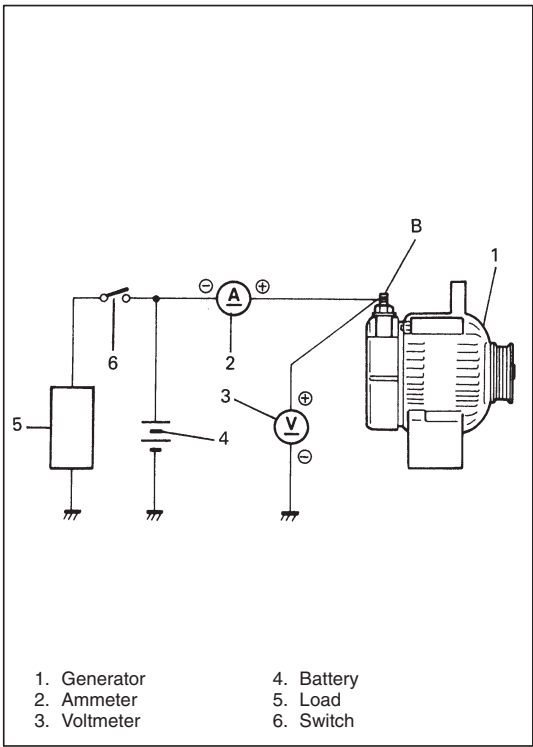 B
1
⊖ A ⊕
6
2
3
⊕
5
V
4
⊖
1. Generator
2. Ammeter
3. Voltmeter
4. Battery
5. Load
6. Switch